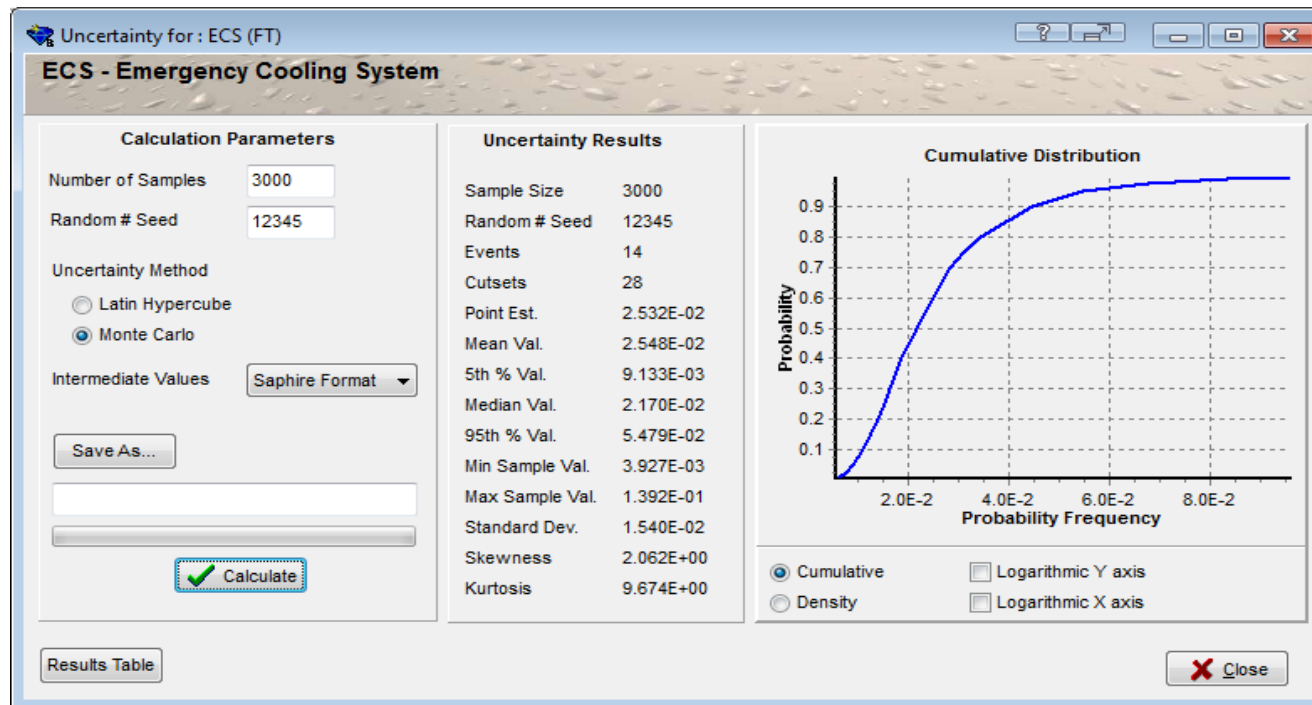 Uncertainty for : ECS (FT)
ECS - Emergency Cooling System
Calculation Parameters
Number of Samples 3000
Random # Seed 12345
Uncertainty Method
Latin Hypercube
Monte Carlo
Intermediate Values Saphire Format
Save As...
Calculate
Uncertainty Results
Sample Size 3000
Random # Seed 12345
Events 14
Cutsets 28
Point Est. 2.532E-02
Mean Val. 2.548E-02
5th % Val. 9.133E-03
Median Val. 2.170E-02
95th % Val. 5.479E-02
Min Sample Val. 3.927E-03
Max Sample Val. 1.392E-01
Standard Dev. 1.540E-02
Skewness 2.062E+00
Kurtosis 9.674E+00
Cumulative Distribution
Probability
0.9
0.8
0.7
0.6
0.5
0.4
0.3
0.2
0.1
2.0E-2 4.0E-2 6.0E-2 8.0E-2
Probability Frequency
Cumulative Logarithmic Y axis
Density Logarithmic X axis
Results Table
Close